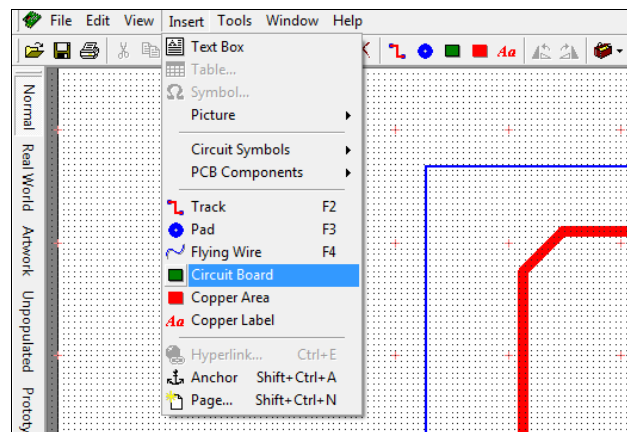 File Edit View Insert Tools Window Help
Aa
Text Box
Table...
Symbol...
Picture
Circuit Symbols
PCB Components
Track F2
Pad F3
Flying Wire F4
Circuit Board
Copper Area
Aa Copper Label
Hyperlink... Ctrl+E
Anchor Shift+Ctrl+A
Page... Shift+Ctrl+N
Normal
Real World
Artwork
Unpopulated
Prototy